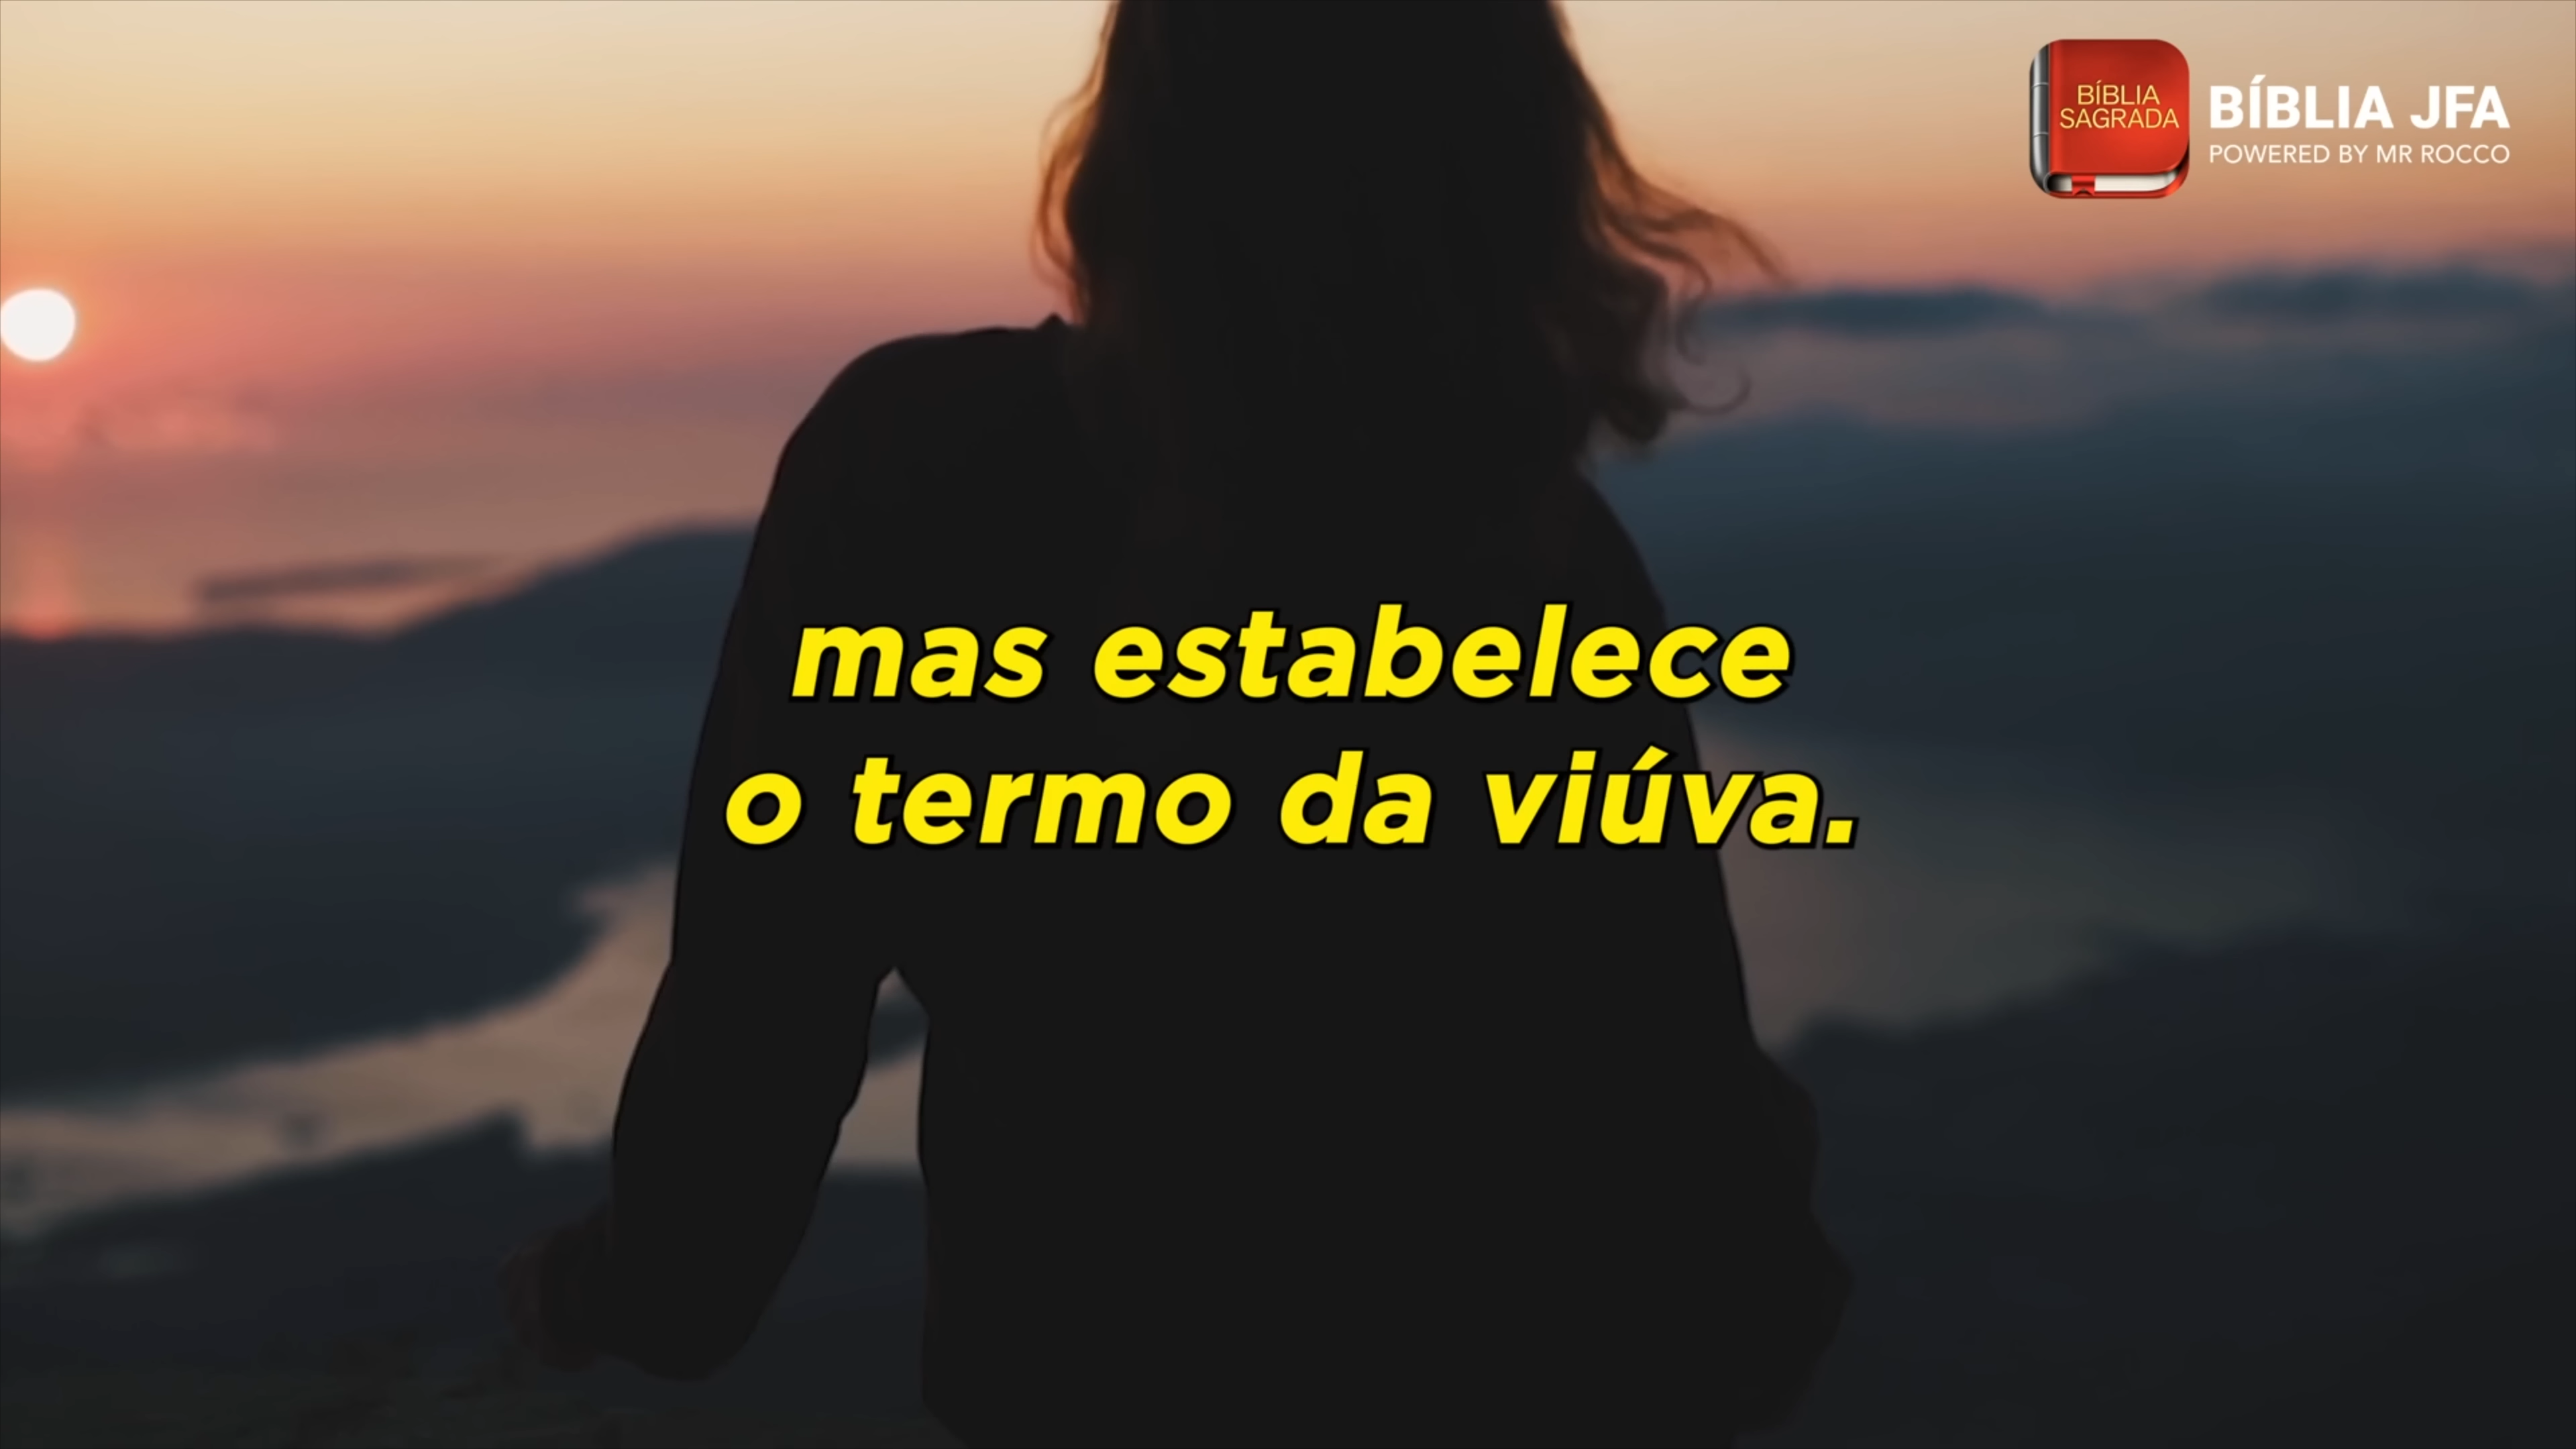 BÍBLIA
SAGRADA
BÍBLIA JFA
POWERED BY MR ROCCO
mas estabelece
o termo da viúva.